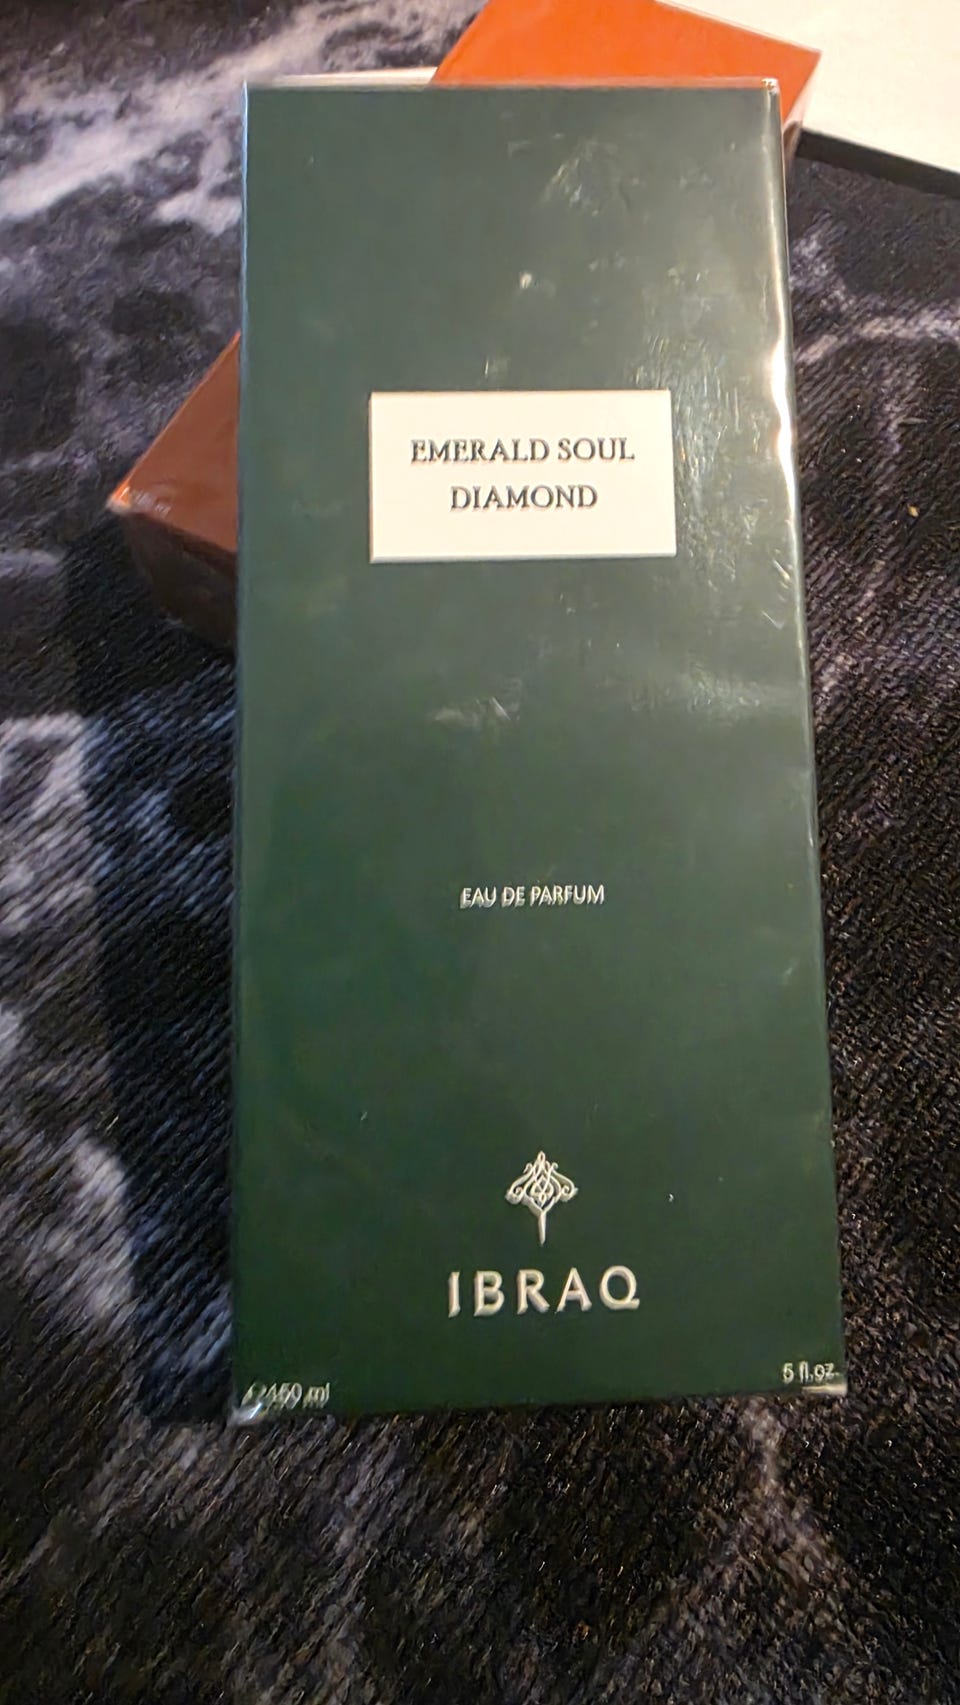 EMERALD SOUL
DIAMOND
EAU DE PARFUM
IBRAQ
150 ml
5 fl.oz